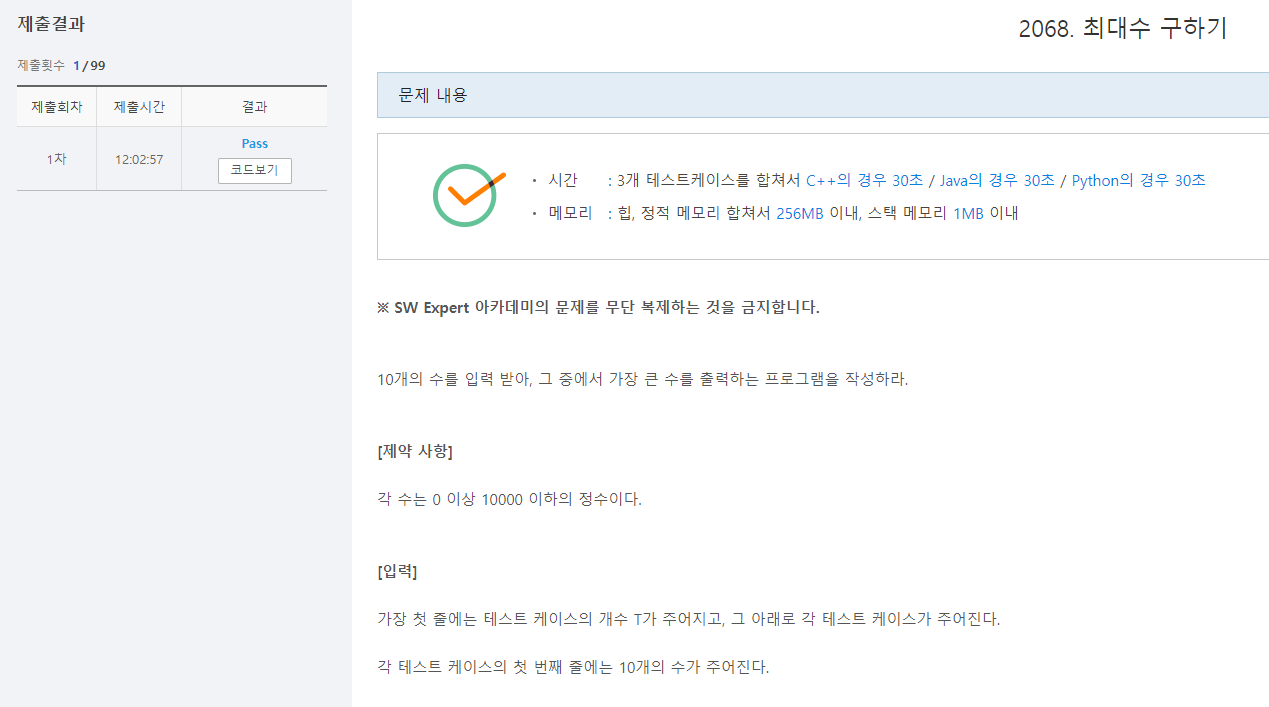 제출결과
제출횟수 1 / 99
제출회차 제출시간 결과
1차 12:02:57 Pass
코드보기
2068. 최대수 구하기
문제 내용
· 시간 : 3개 테스트케이스를 합쳐서 C++의 경우 30초 / Java의 경우 30초 / Python의 경우 30초
· 메모리 : 힙, 정적 메모리 합쳐서 256MB 이내, 스택 메모리 1MB 이내
※ SW Expert 아카데미의 문제를 무단 복제하는 것을 금지합니다.
10개의 수를 입력 받아, 그 중에서 가장 큰 수를 출력하는 프로그램을 작성하라.
[제약 사항]
각 수는 0 이상 10000 이하의 정수이다.
[입력]
가장 첫 줄에는 테스트 케이스의 개수 T가 주어지고, 그 아래로 각 테스트 케이스가 주어진다.
각 테스트 케이스의 첫 번째 줄에는 10개의 수가 주어진다.